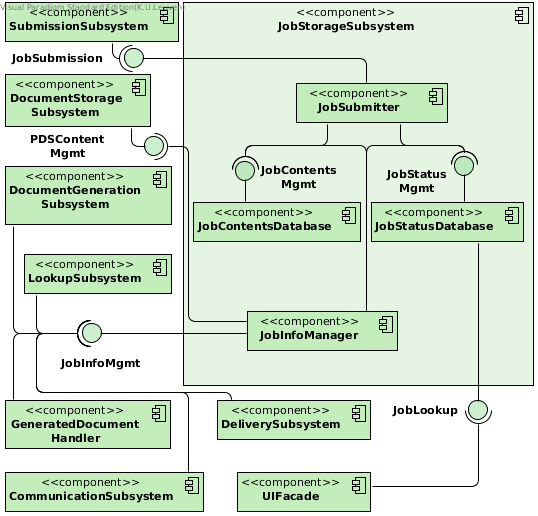 Visual Paradigm Standard Edition(K.U.Leuven)
SubmissionSubsystem
<<component>>
JobStorageSubsystem
JobSubmission
<<component>>
DocumentStorage
Subsystem
<<component>>
JobSubmitter
PDSContent
Mgmt
JobContents
Mgmt
JobStatus
Mgmt
<<component>>
DocumentGeneration
Subsystem
<<component>>
JobContentsDatabase
<<component>>
JobStatusDatabase
<<component>>
LookupSubsystem
<<component>>
JobInfoManager
JobInfoMgmt
<<component>>
GeneratedDocument
Handler
<<component>>
DeliverySubsystem
JobLookup
<<component>>
CommunicationSubsystem
<<component>>
UIFacade